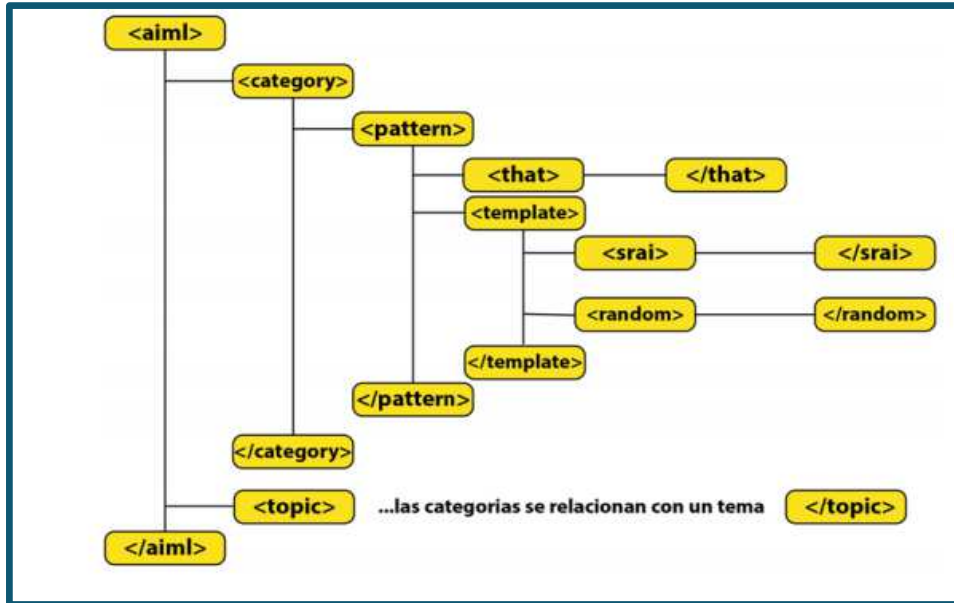 <aiml>
<category>
<pattern>
<that> </that>
<template>
<srai> </srai>
<random> </random>
</template>
</pattern>
</category>
<topic> ...las categorias se relacionan con un tema </topic>
</aiml>